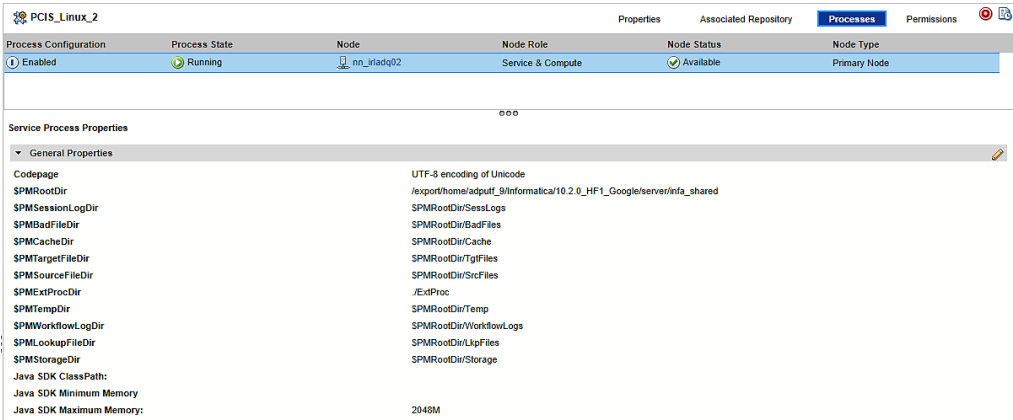 PCIS_Linux_2
Properties Associated Repository Processes Permissions
Process Configuration Process State Node Node Role Node Status Node Type
Enabled Running nn_irladq02 Service & Compute Available Primary Node
Service Process Properties
General Properties
Codepage UTF-8 encoding of Unicode
$PMRootDir /export/home/adputf_9/Informatica/10.2.0_HF1_Google/server/infa_shared
$PMSessionLogDir $PMRootDir/SessLogs
$PMBadFileDir $PMRootDir/BadFiles
$PMCacheDir $PMRootDir/Cache
$PMTargetFileDir $PMRootDir/TgtFiles
$PMSourceFileDir $PMRootDir/SrcFiles
$PMExtProcDir ./ExtProc
$PMTempDir $PMRootDir/Temp
$PMWorkflowLogDir $PMRootDir/WorkflowLogs
$PMLookupFileDir $PMRootDir/LkpFiles
$PMStorageDir $PMRootDir/Storage
Java SDK ClassPath:
Java SDK Minimum Memory
Java SDK Maximum Memory: 2048M